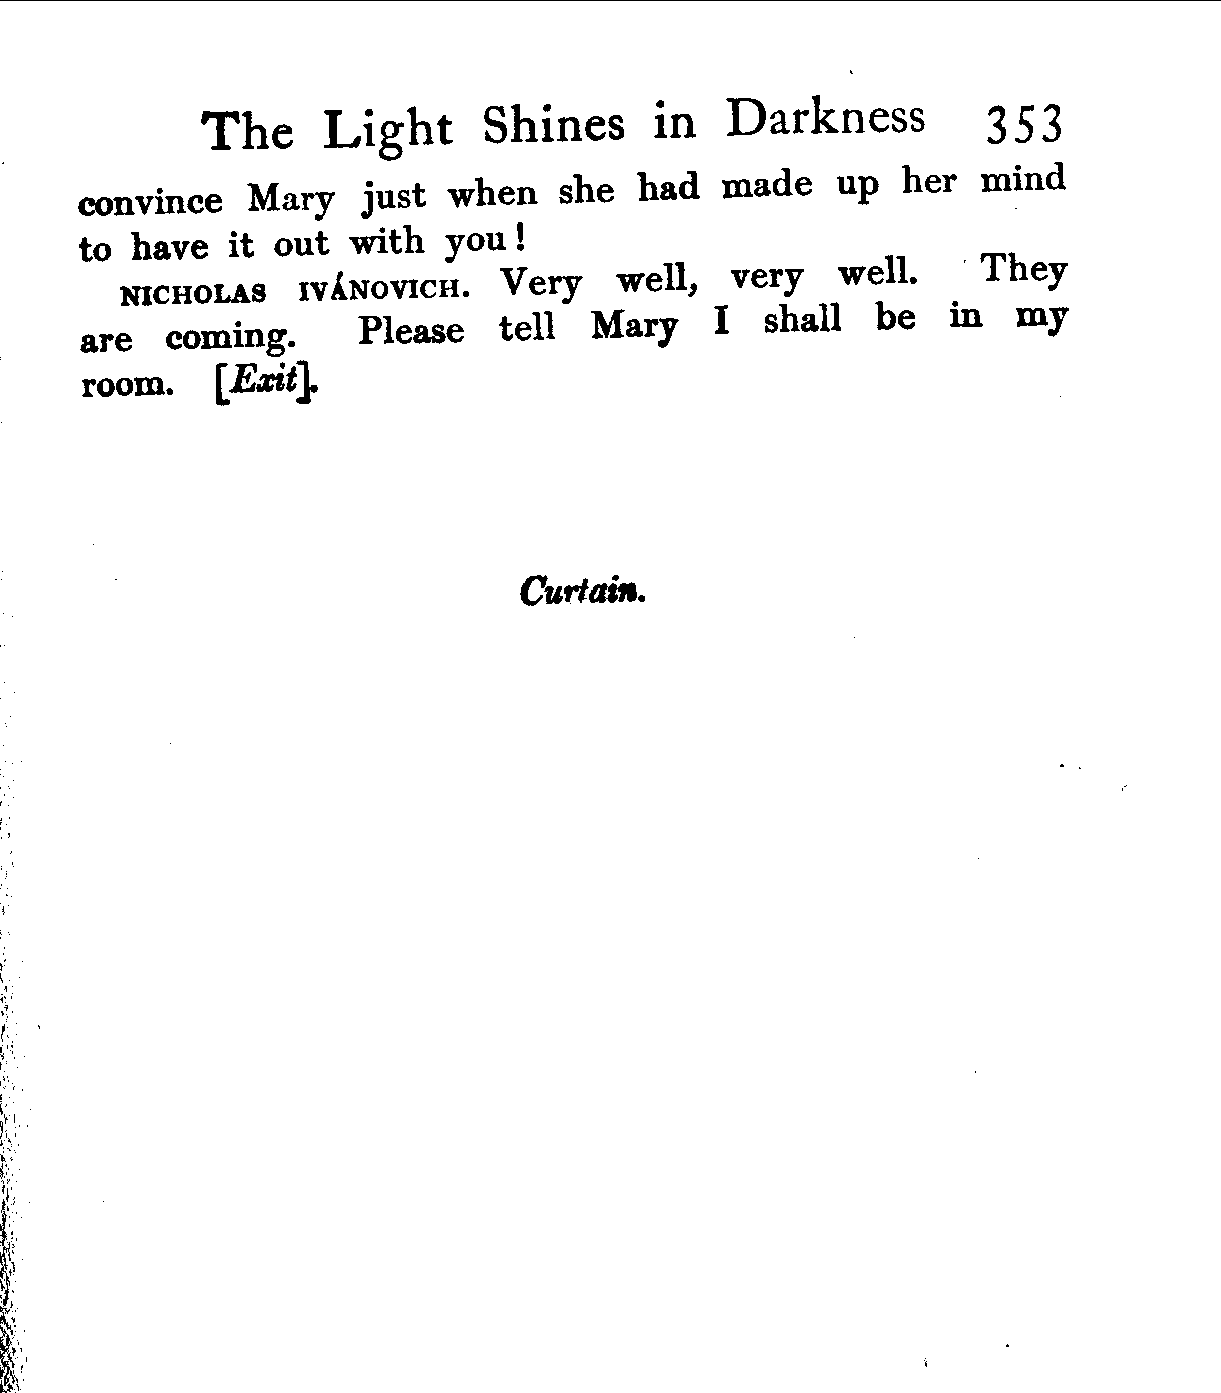 The Light Shines in Darkness 353
convince Mary just when she had made up her mind
to have it out with you!
NICHOLAS IVÁNOVICH. Very well, very well. They
are coming. Please tell Mary I shall be in my
room. [Exit].
Curtain.